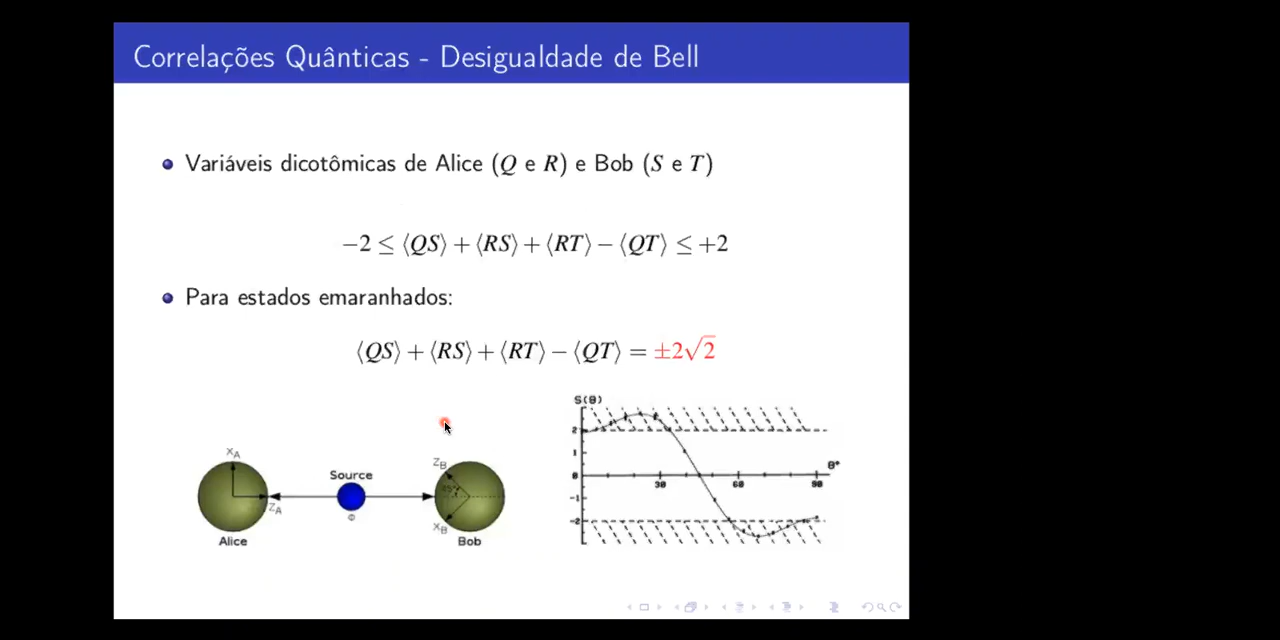 Correlações Quânticas - Desigualdade de Bell
Variáveis dicotômicas de Alice (Q e R) e Bob (S e T)
−2 ≤ ⟨QS⟩ + ⟨RS⟩ + ⟨RT⟩ − ⟨QT⟩ ≤ +2
Para estados emaranhados:
⟨QS⟩ + ⟨RS⟩ + ⟨RT⟩ − ⟨QT⟩ = ±2√2
X_A
Z_A
Alice
Source
Φ
Z_B
X_B
Bob
S(θ)
2
1
0
-1
-2
30
60
90
θ°